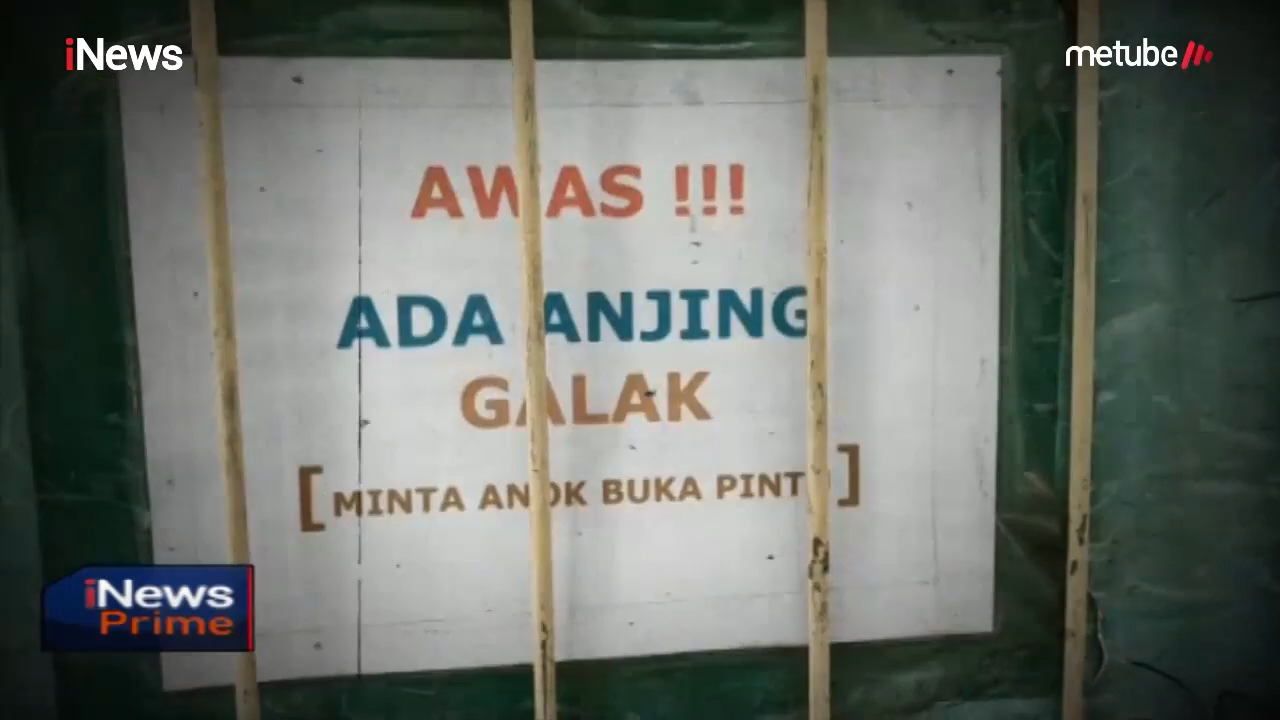 iNews
metube
AWAS !!!
ADA ANJING
GALAK
[ MINTA BUKA ]
iNews
Prime